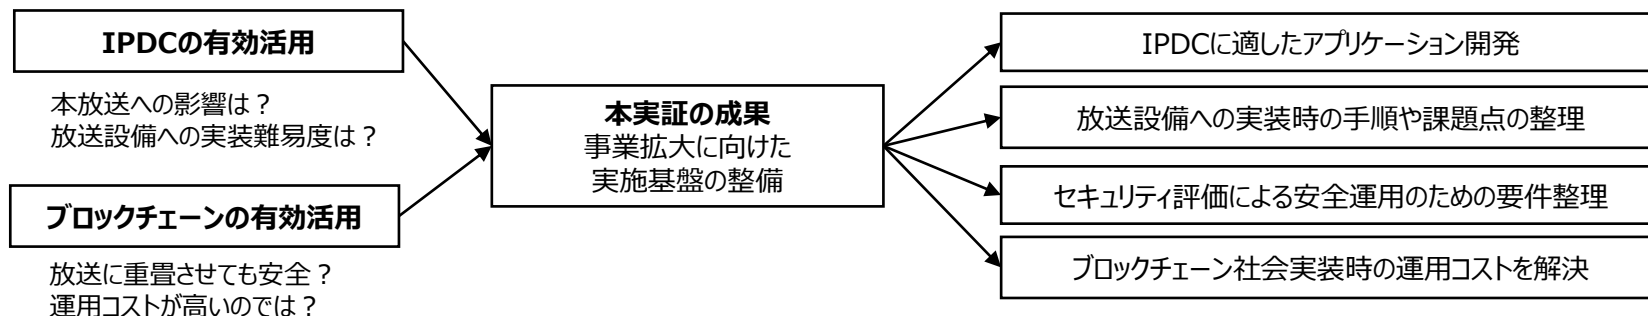 IPDCの有効活用
本放送への影響は？
放送設備への実装難易度は？
ブロックチェーンの有効活用
放送に重畳させても安全？
運用コストが高いのでは？
本実証の成果
事業拡大に向けた
実施基盤の整備
IPDCに適したアプリケーション開発
放送設備への実装時の手順や課題点の整理
セキュリティ評価による安全運用のための要件整理
ブロックチェーン社会実装時の運用コストを解決